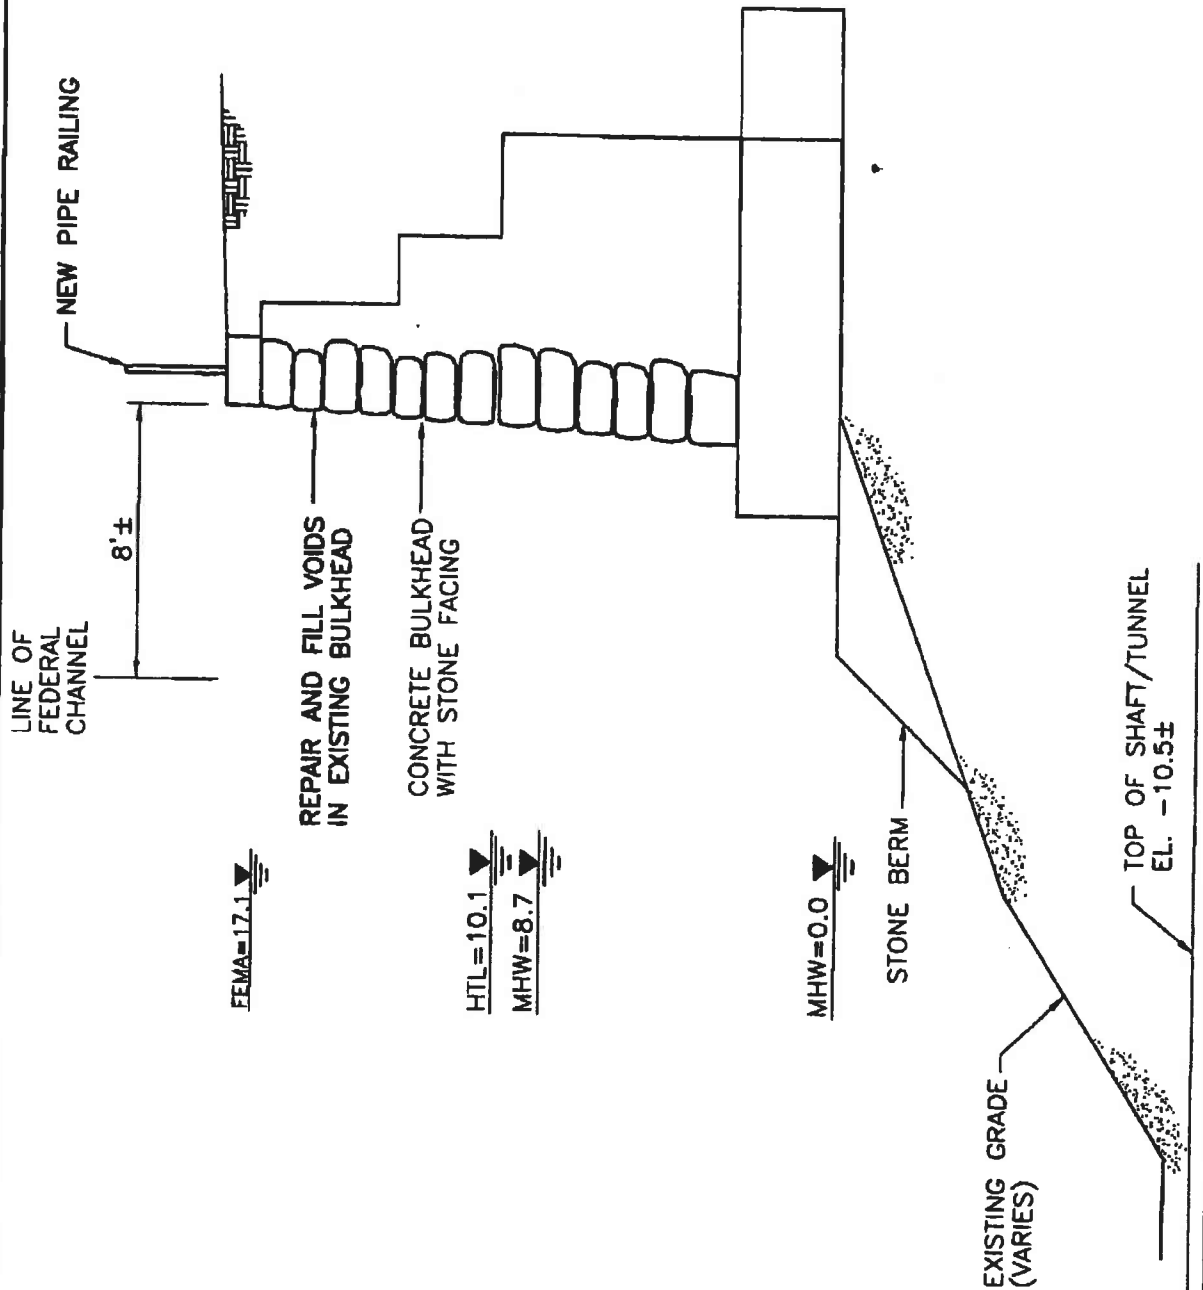 NEW PIPE RAILING
LINE OF
FEDERAL
CHANNEL
8'±
REPAIR AND FILL VOIDS
IN EXISTING BULKHEAD
CONCRETE BULKHEAD
WITH STONE FACING
FEMA=17.1
HTL=10.1
MHW=8.7
MHW=0.0
STONE BERM
EXISTING GRADE
(VARIES)
TOP OF SHAFT/TUNNEL
EL. -10.5±